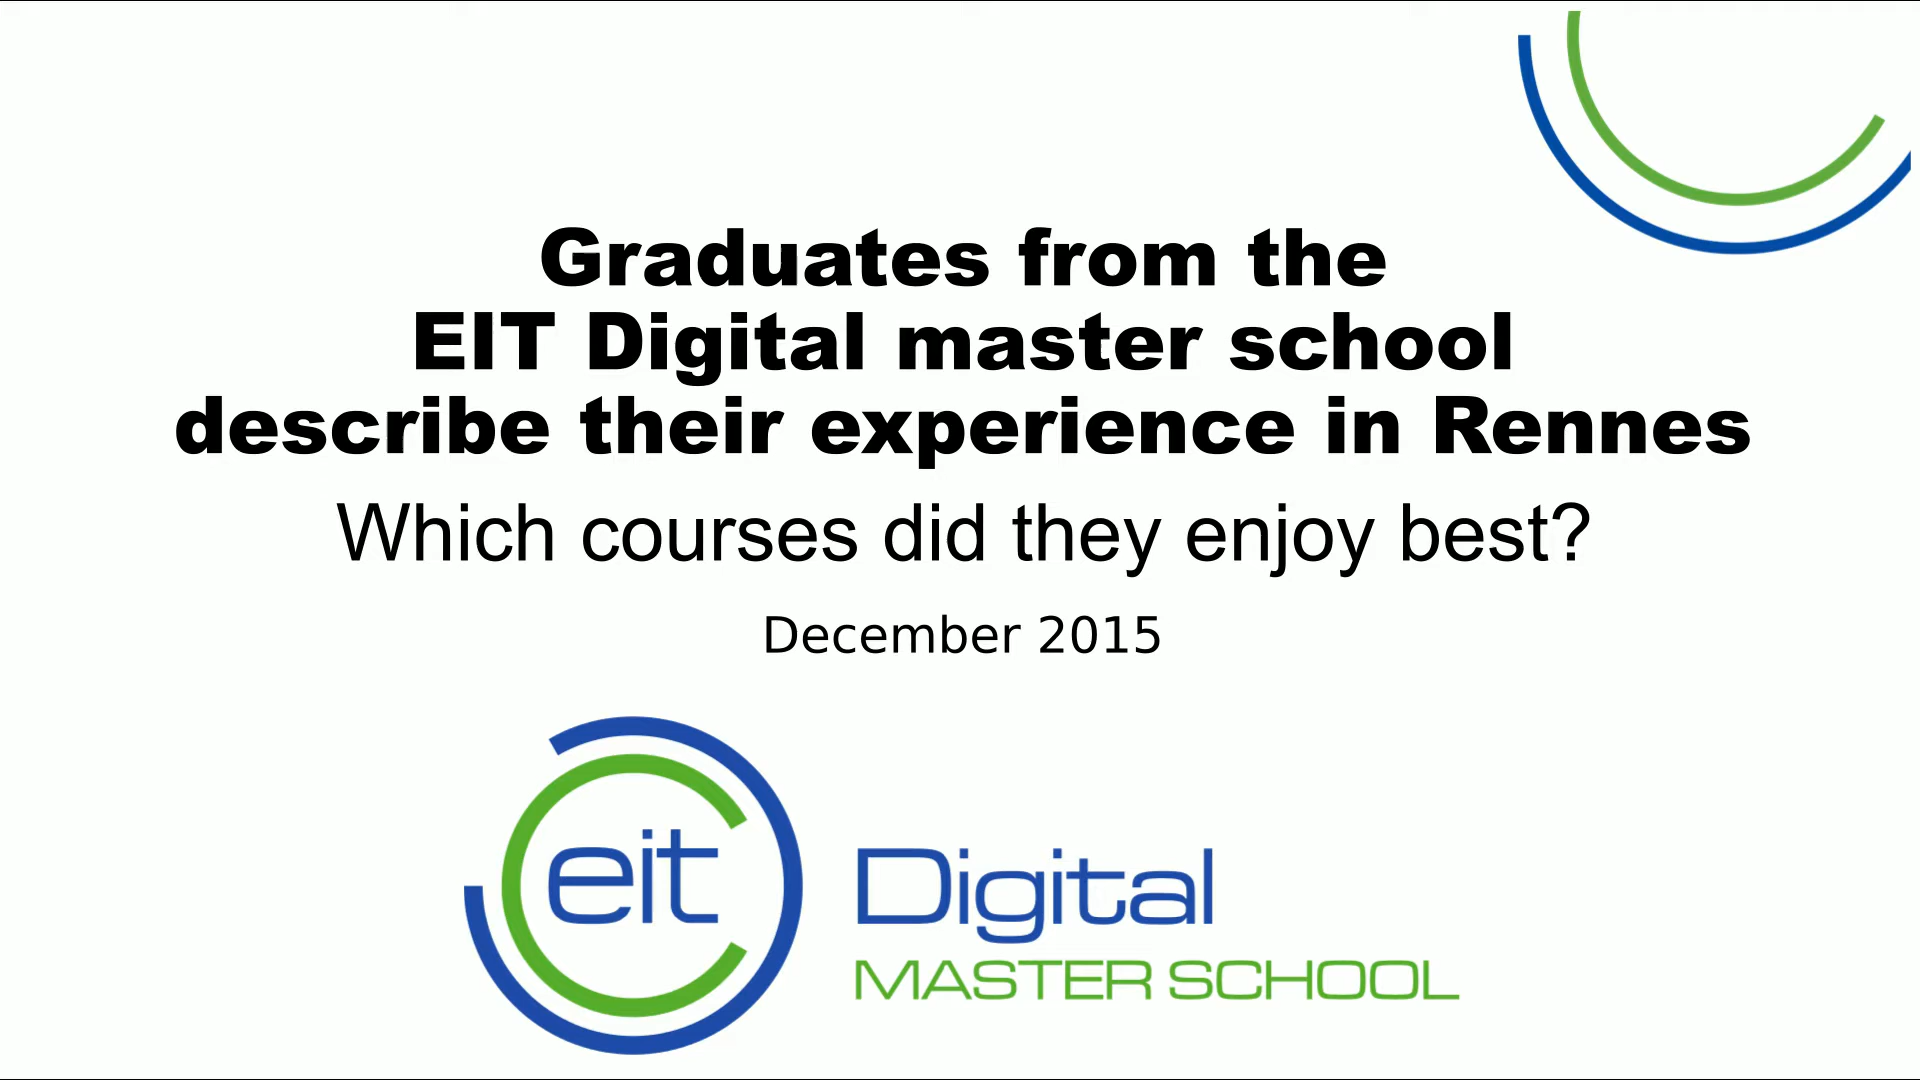 Graduates from the
EIT Digital master school
describe their experience in Rennes
Which courses did they enjoy best?
December 2015
eit Digital
MASTER SCHOOL